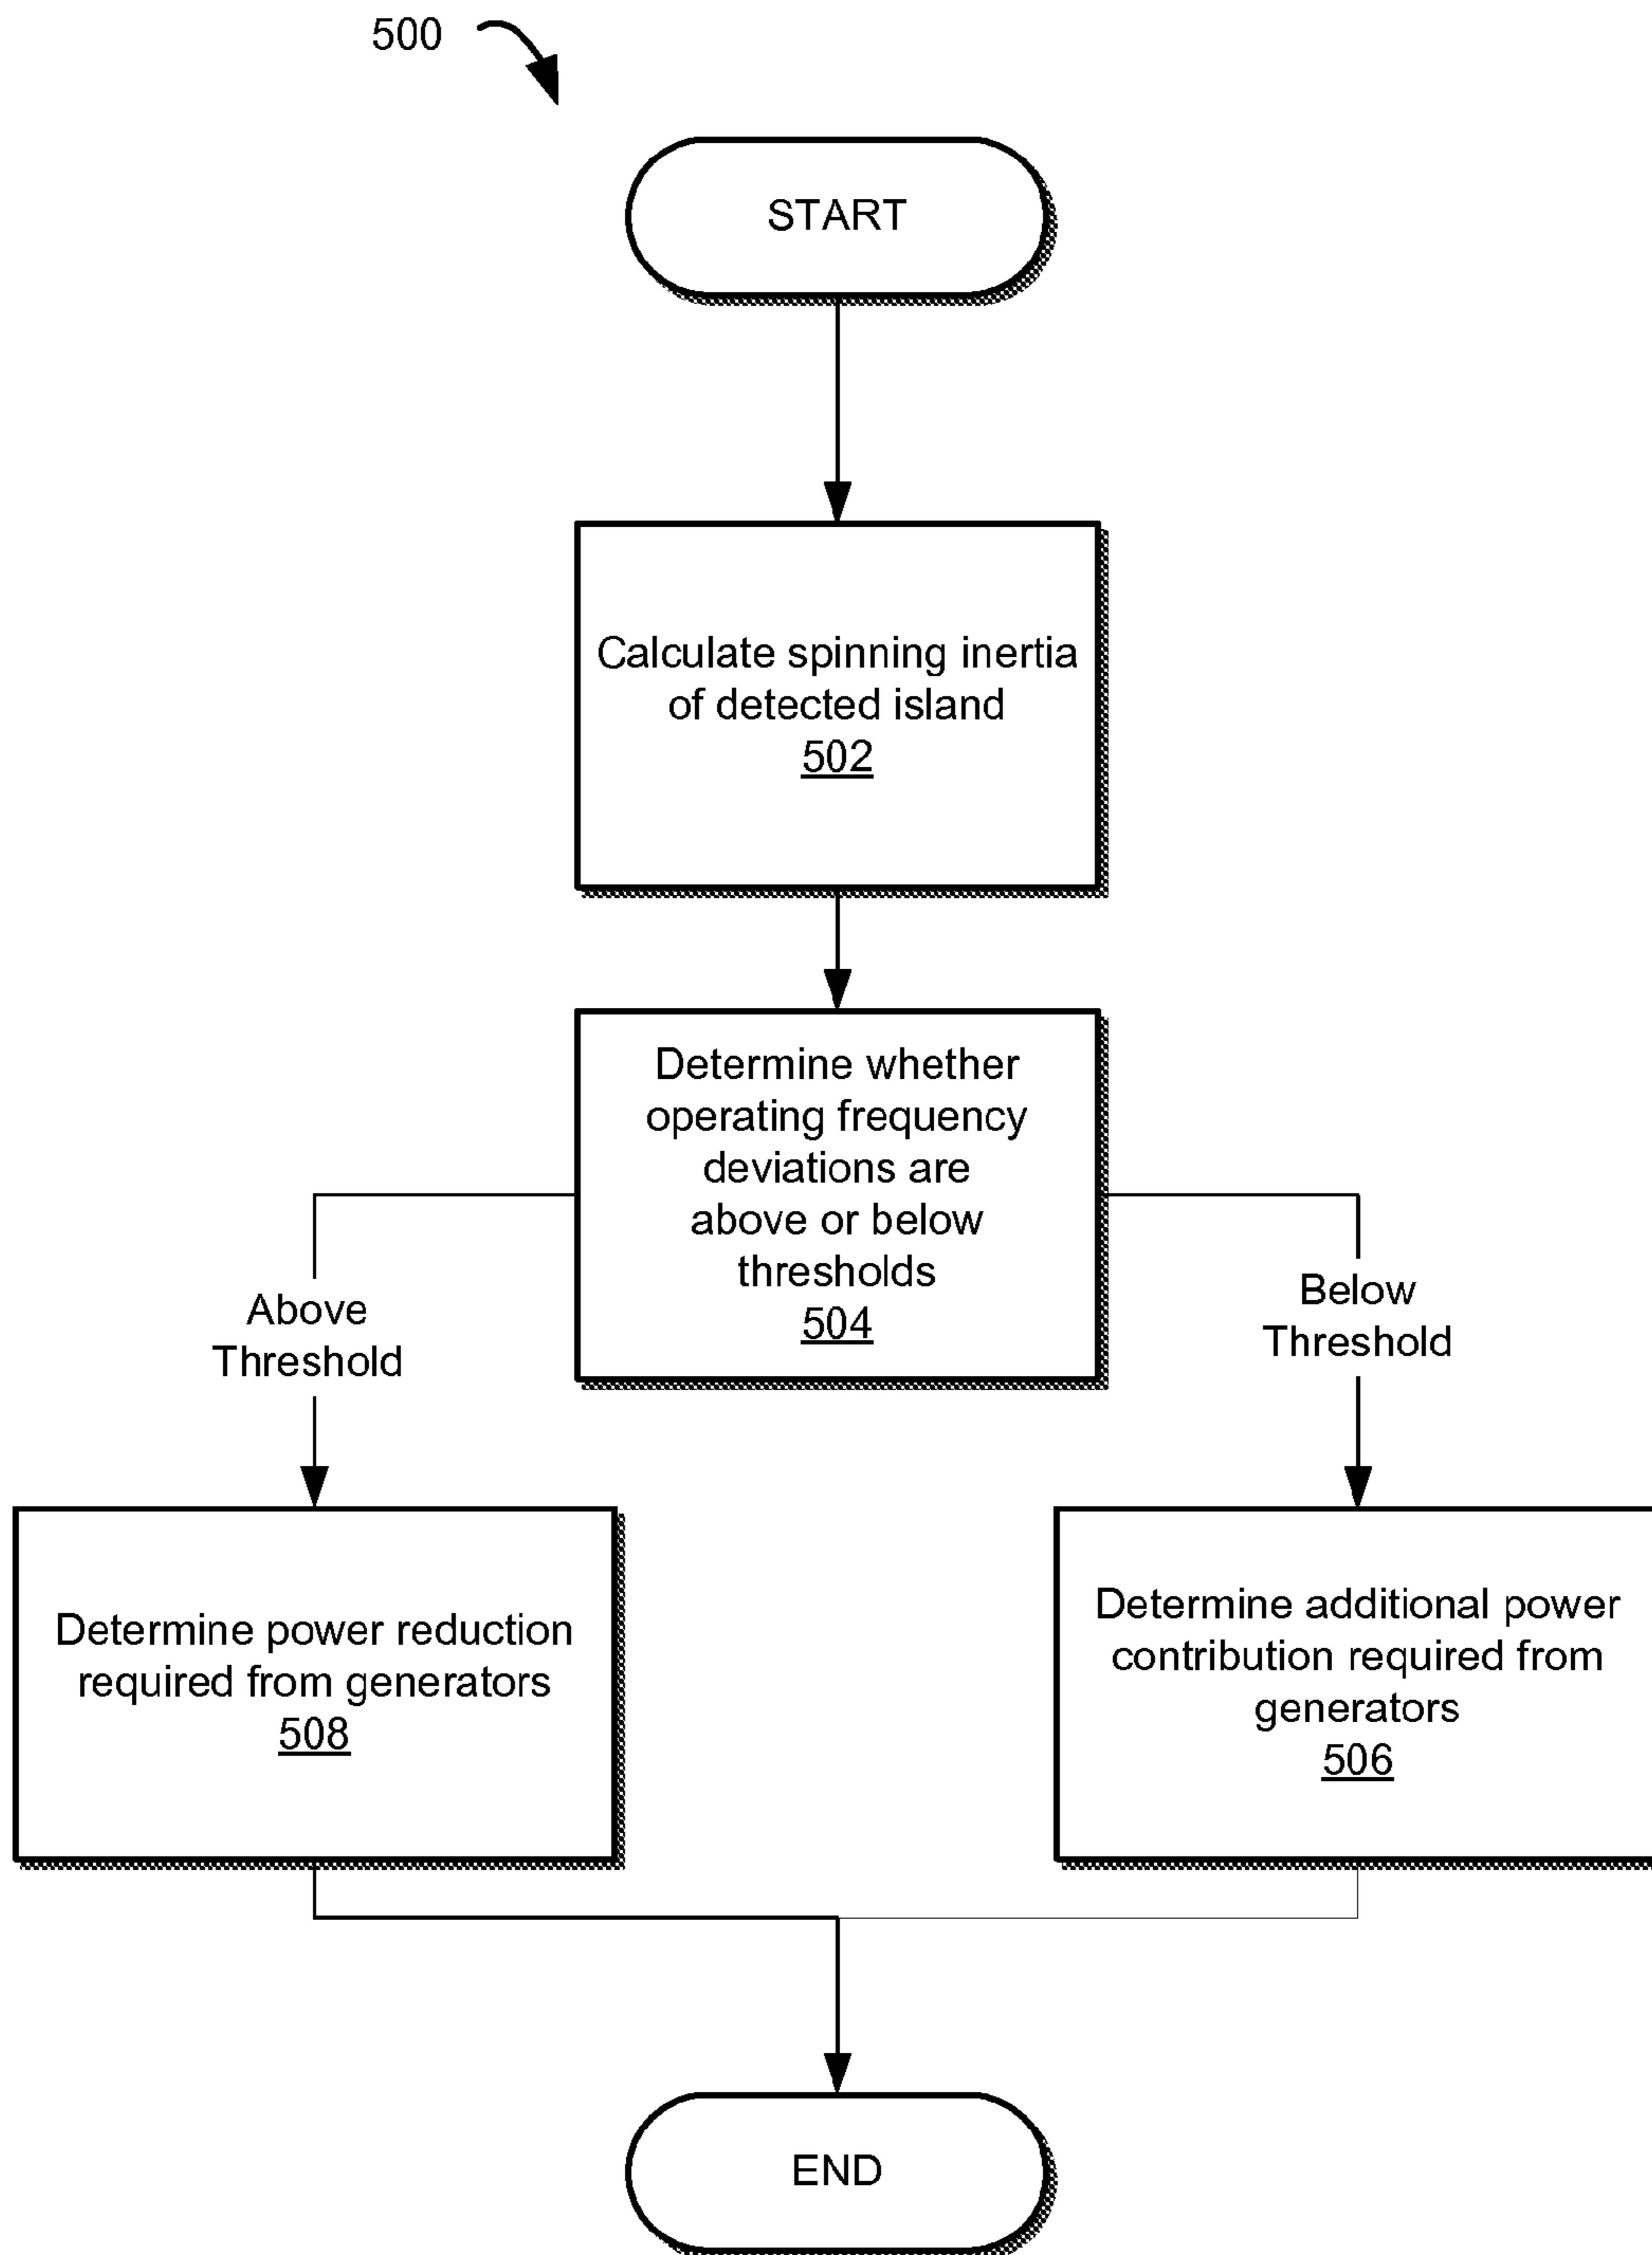 500
START
Calculate spinning inertia
of detected island
502
Determine whether
operating frequency
deviations are
above or below
thresholds
504
Above
Threshold
Below
Threshold
Determine power reduction
required from generators
508
Determine additional power
contribution required from
generators
506
END